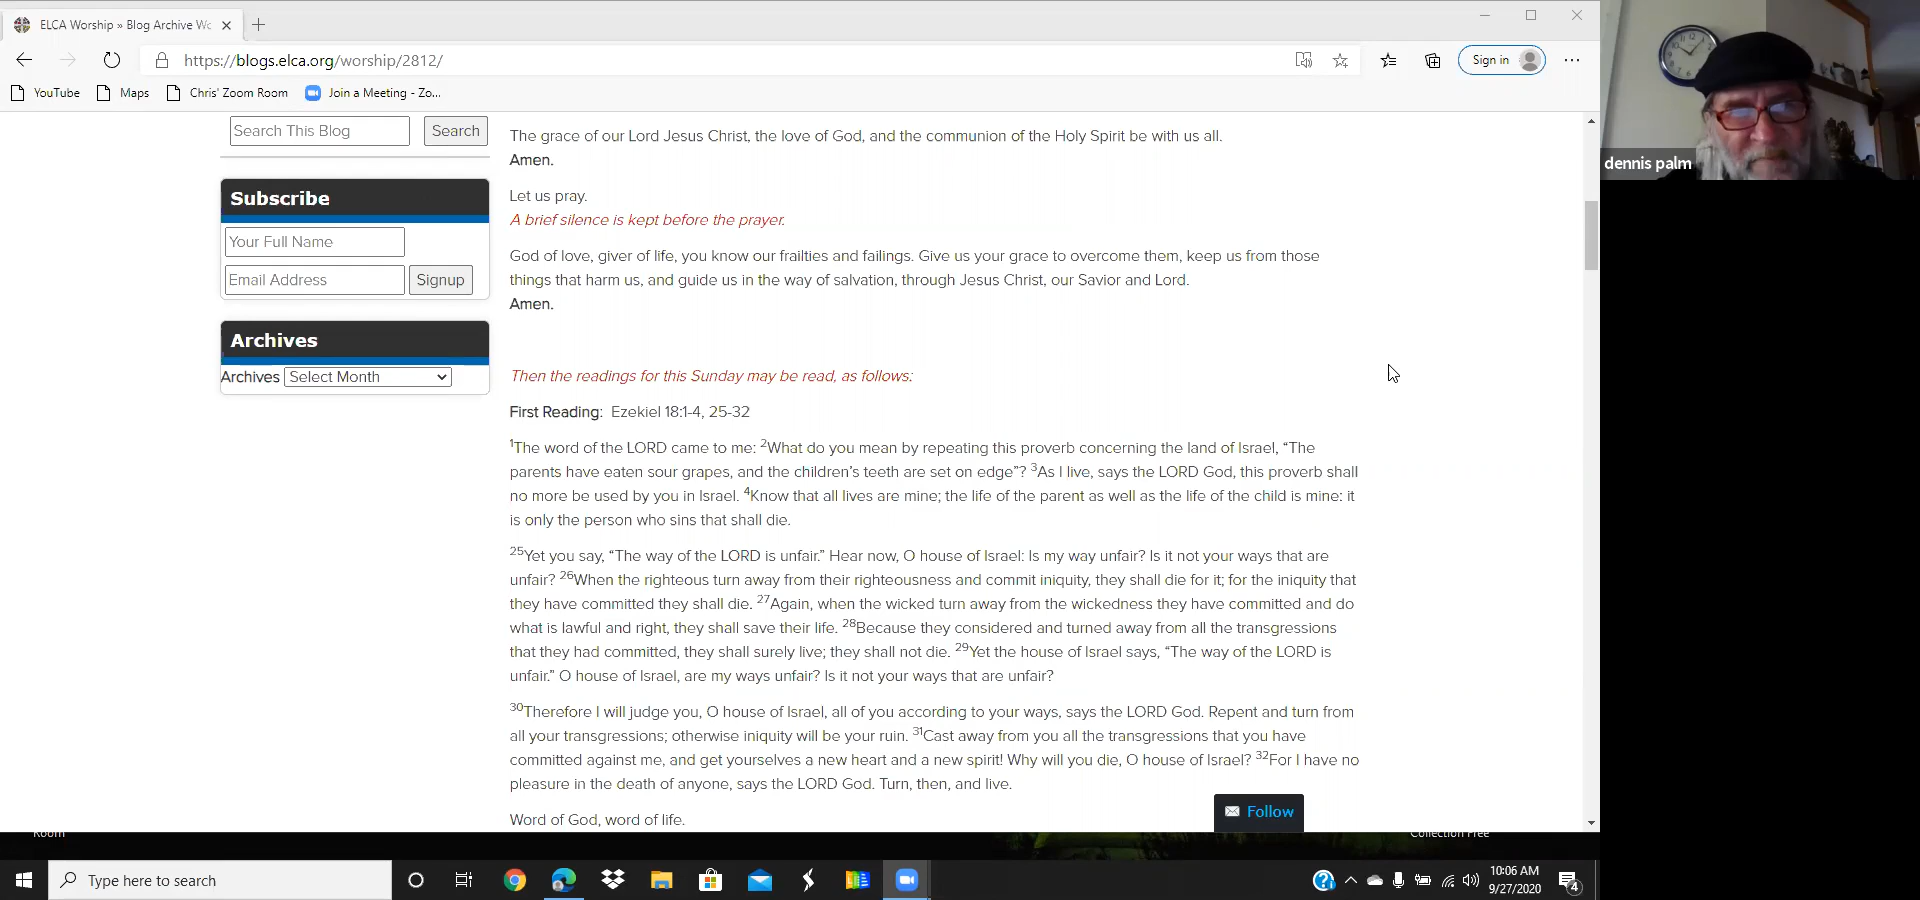 ELCA Worship » Blog Archive Wo
https://blogs.elca.org/worship/2812/
Sign in
YouTube
Maps
Chris' Zoom Room
Join a Meeting - Zo...
dennis palm
Search This Blog
Search
Subscribe
Your Full Name
Email Address
Signup
Archives
Archives
Select Month
The grace of our Lord Jesus Christ, the love of God, and the communion of the Holy Spirit be with us all.
Amen.
Let us pray.
A brief silence is kept before the prayer.
God of love, giver of life, you know our frailties and failings. Give us your grace to overcome them, keep us from those
things that harm us, and guide us in the way of salvation, through Jesus Christ, our Savior and Lord.
Amen.
Then the readings for this Sunday may be read, as follows:
First Reading: Ezekiel 18:1-4, 25-32
1The word of the LORD came to me: 2What do you mean by repeating this proverb concerning the land of Israel, “The
parents have eaten sour grapes, and the children’s teeth are set on edge”? 3As I live, says the LORD God, this proverb shall
no more be used by you in Israel. 4Know that all lives are mine; the life of the parent as well as the life of the child is mine: it
is only the person who sins that shall die.
25Yet you say, “The way of the LORD is unfair.” Hear now, O house of Israel: Is my way unfair? Is it not your ways that are
unfair? 26When the righteous turn away from their righteousness and commit iniquity, they shall die for it; for the iniquity that
they have committed they shall die. 27Again, when the wicked turn away from the wickedness they have committed and do
what is lawful and right, they shall save their life. 28Because they considered and turned away from all the transgressions
that they had committed, they shall surely live; they shall not die. 29Yet the house of Israel says, “The way of the LORD is
unfair.” O house of Israel, are my ways unfair? Is it not your ways that are unfair?
30Therefore I will judge you, O house of Israel, all of you according to your ways, says the LORD God. Repent and turn from
all your transgressions; otherwise iniquity will be your ruin. 31Cast away from you all the transgressions that you have
committed against me, and get yourselves a new heart and a new spirit! Why will you die, O house of Israel? 32For I have no
pleasure in the death of anyone, says the LORD God. Turn, then, and live.
Word of God, word of life.
Follow
Room
Collection Free
Type here to search
10:06 AM
9/27/2020
4